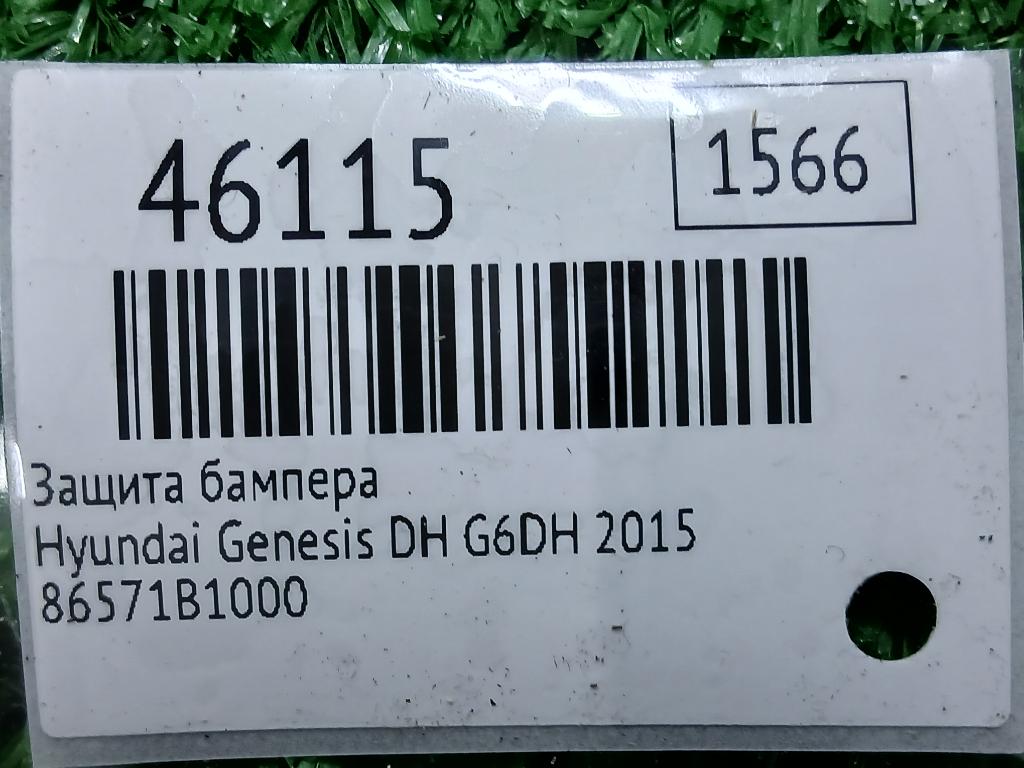 46115
1566
Защита бампера
Hyundai Genesis DH G6DH 2015
86571B1000